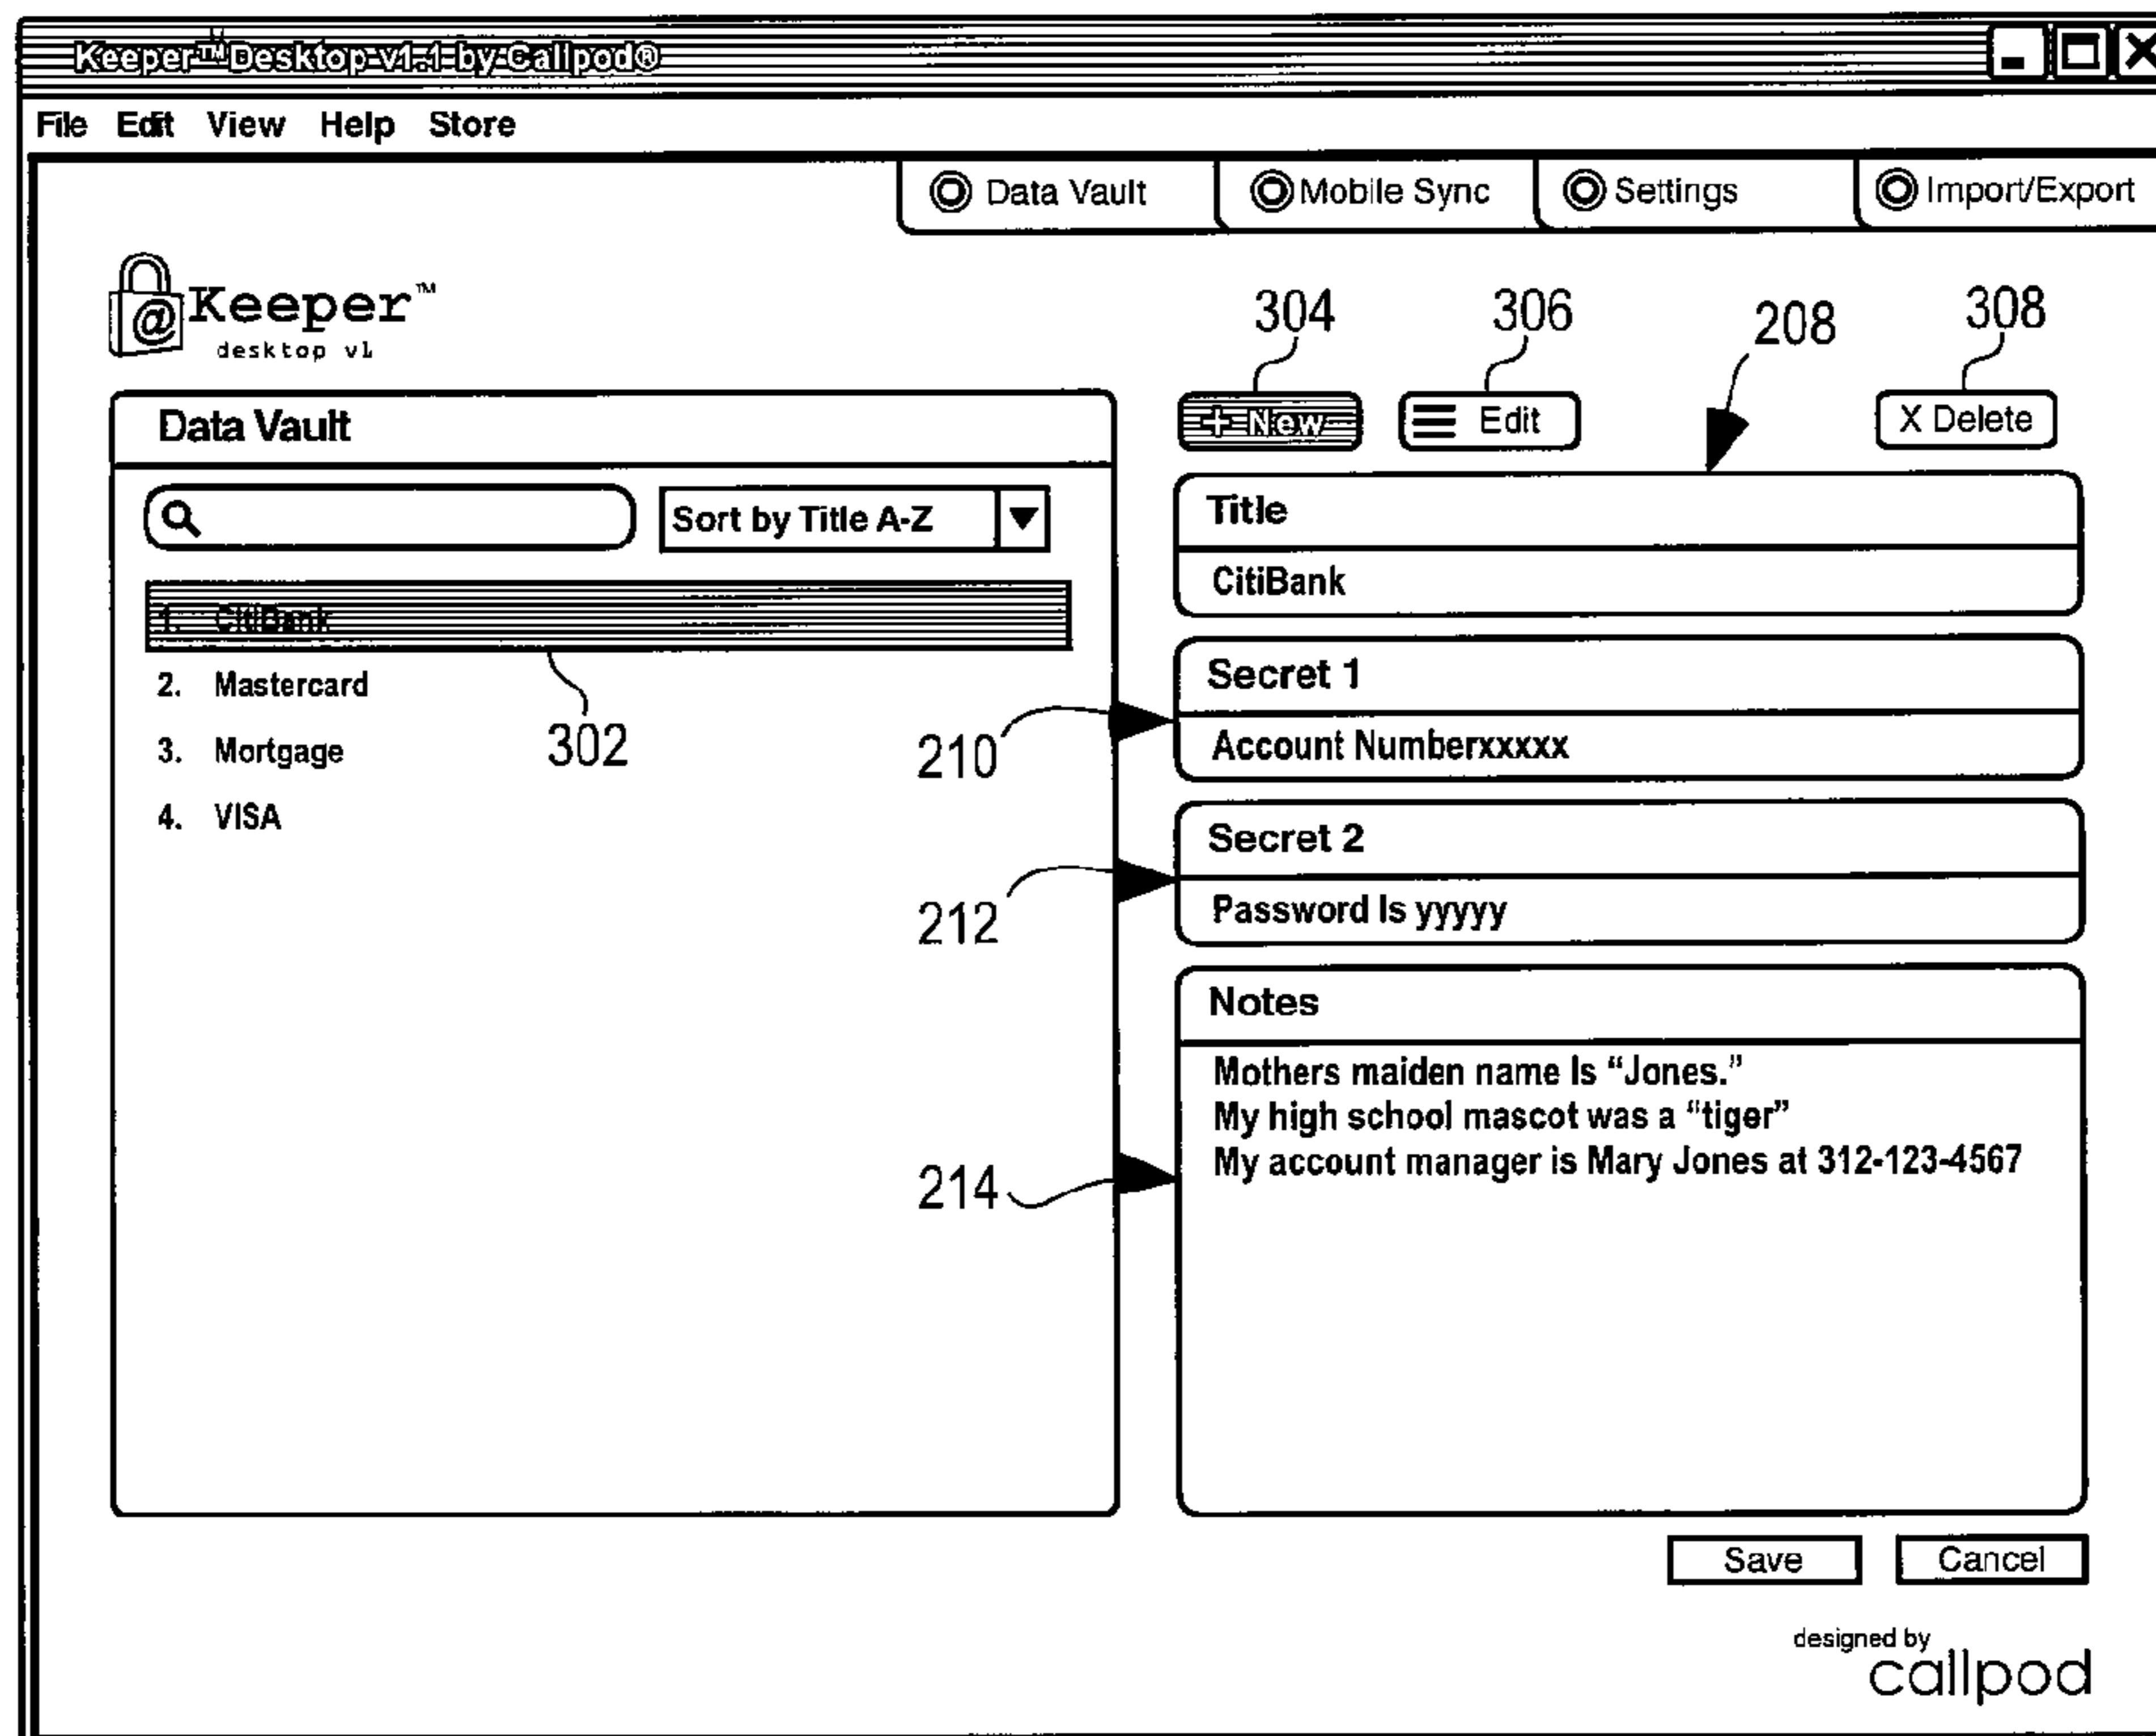 Keeper™ Desktop v1.1 by Callpod®
File Edit View Help Store
Data Vault Mobile Sync Settings Import/Export
@ Keeper™
desktop v1
304 306 208 308
+ New Edit X Delete
Data Vault
Sort by Title A-Z
1. CitiBank
2. Mastercard
3. Mortgage
4. VISA
302
Title
CitiBank
Secret 1
210
Account Numberxxxxx
Secret 2
212
Password Is yyyyy
Notes
Mothers maiden name Is “Jones.”
My high school mascot was a “tiger”
My account manager is Mary Jones at 312-123-4567
214
Save Cancel
designed by
callpod